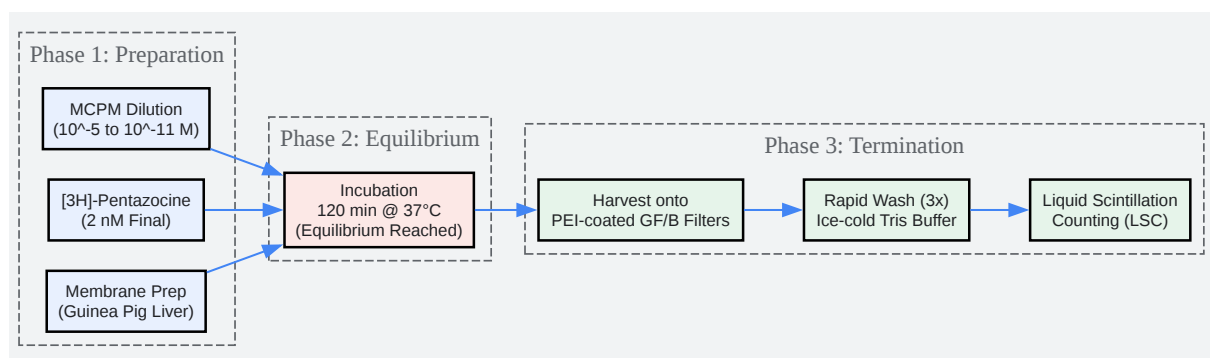 Phase 1: Preparation
MCPM Dilution
(10^-5 to 10^-11 M)
[3H]-Pentazocine
(2 nM Final)
Membrane Prep
(Guinea Pig Liver)
Phase 2: Equilibrium
Incubation
120 min @ 37°C
(Equilibrium Reached)
Phase 3: Termination
Harvest onto
PEI-coated GF/B Filters
Rapid Wash (3x)
Ice-cold Tris Buffer
Liquid Scintillation
Counting (LSC)